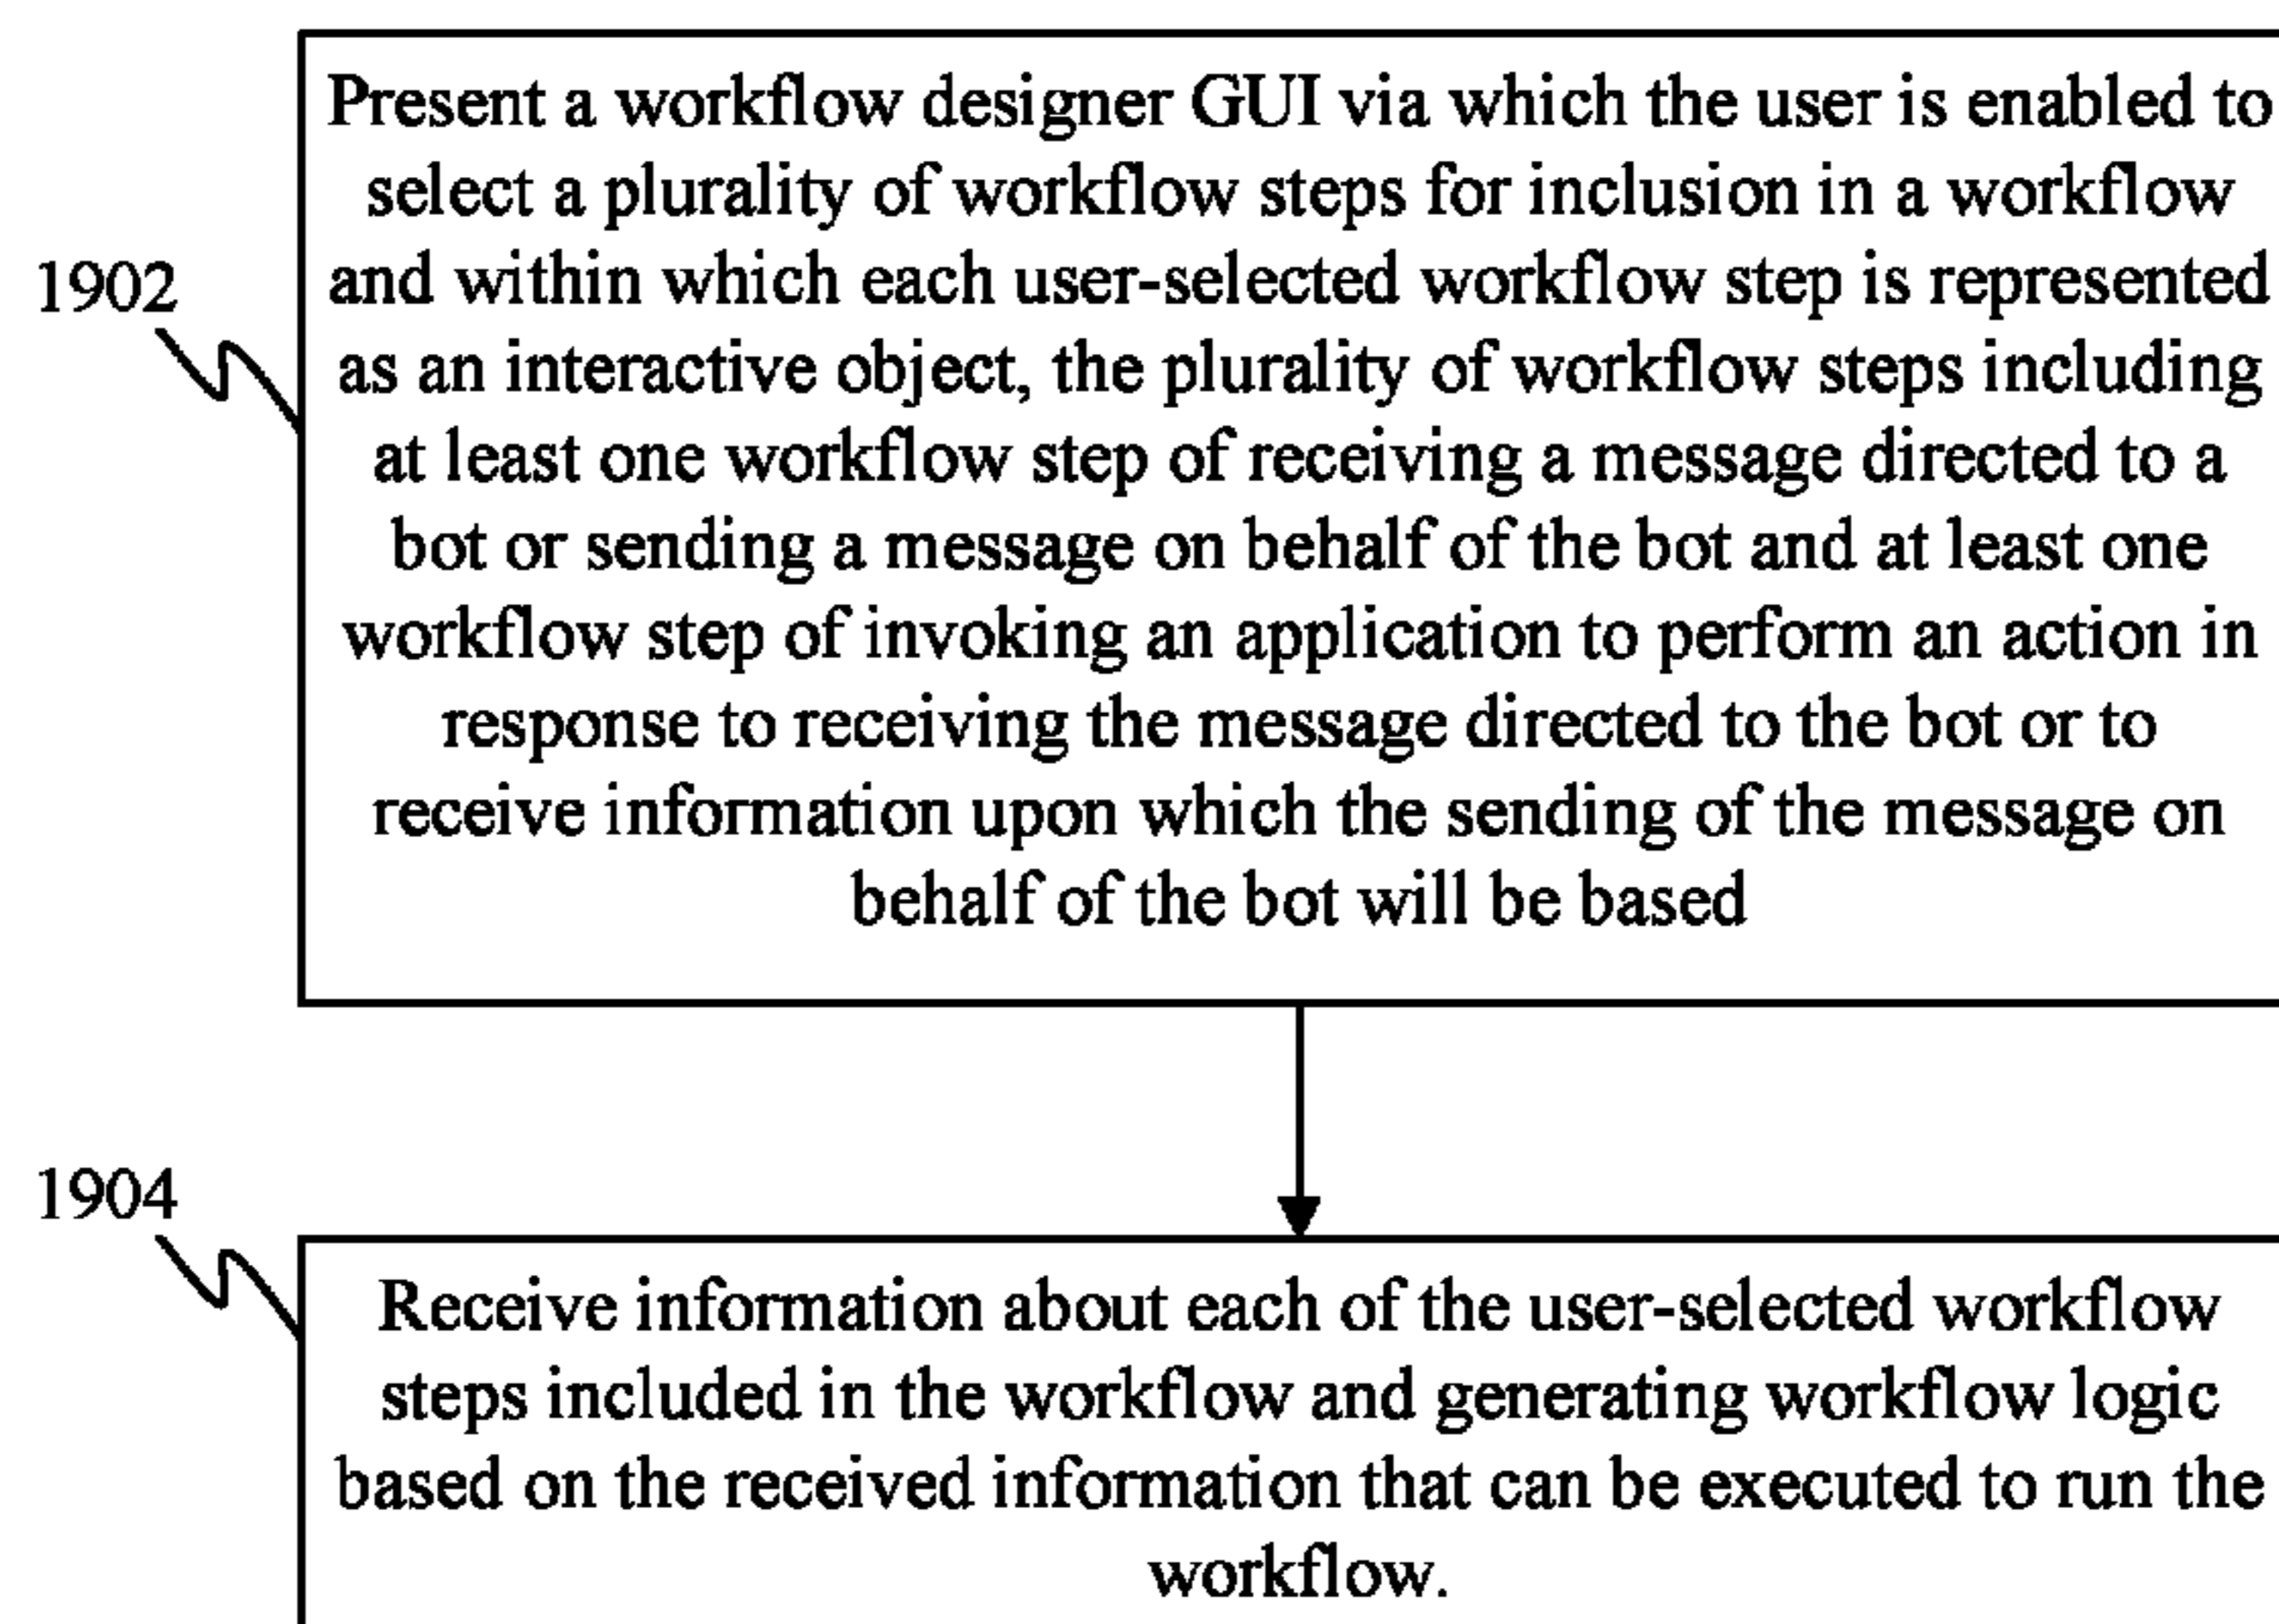 Present a workflow designer GUI via which the user is enabled to
select a plurality of workflow steps for inclusion in a workflow
1902
and within which each user-selected workflow step is represented
as an interactive object, the plurality of workflow steps including
at least one workflow step of receiving a message directed to a
bot or sending a message on behalf of the bot and at least one
workflow step of invoking an application to perform an action in
response to receiving the message directed to the bot or to
receive information upon which the sending of the message on
behalf of the bot will be based
1904
Receive information about each of the user-selected workflow
steps included in the workflow and generating workflow logic
based on the received information that can be executed to run the
workflow.